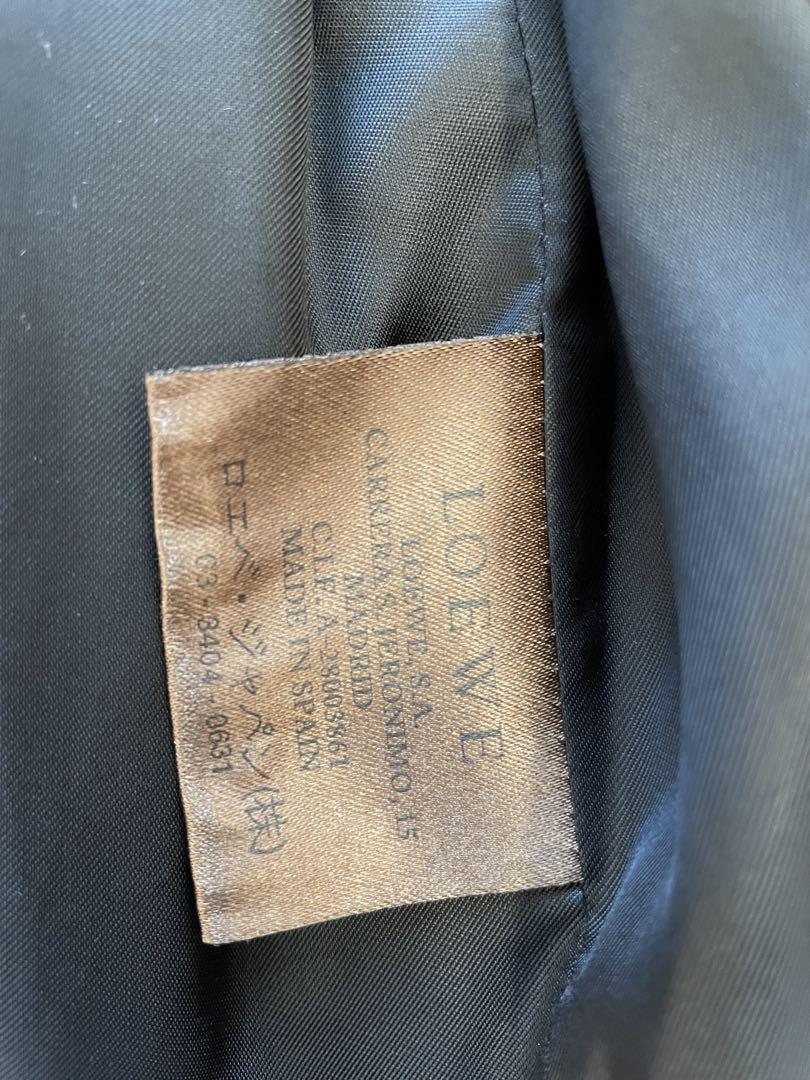 LOEWE
LOEWE, S.A.
CARRERA S. JERONIMO, 15
MADRID
C.I.F. A-28003861
MADE IN SPAIN
ロエベ・ジャパン(株)
03-3404-0631